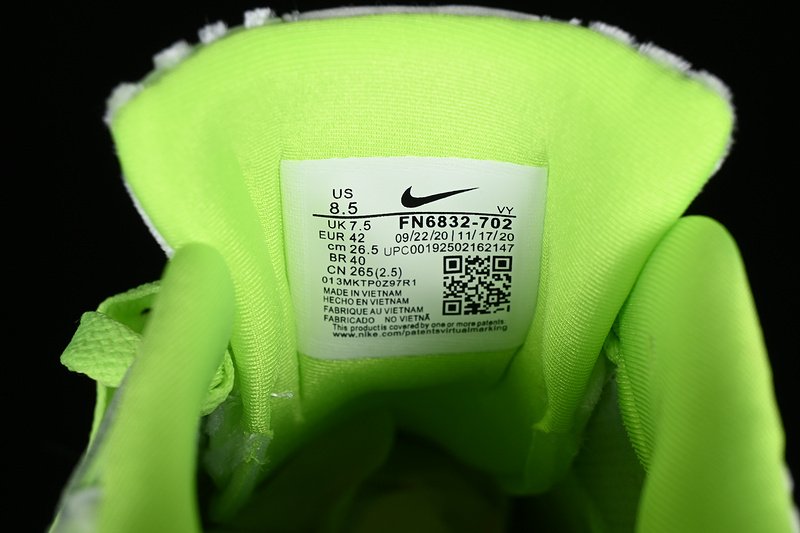 US
8.5
VY
UK 7.5 FN6832-702
EUR 42 09/22/20 | 11/17/20
cm 26.5 UPC00192502162147
BR 40
CN 265(2.5)
013MKTP0Z97R1
MADE IN VIETNAM
HECHO EN VIETNAM
FABRIQUE AU VIETNAM
FABRICADO NO VIETNÃ
This product is covered by one or more patents
www.nike.com/patentsvirtualmarking